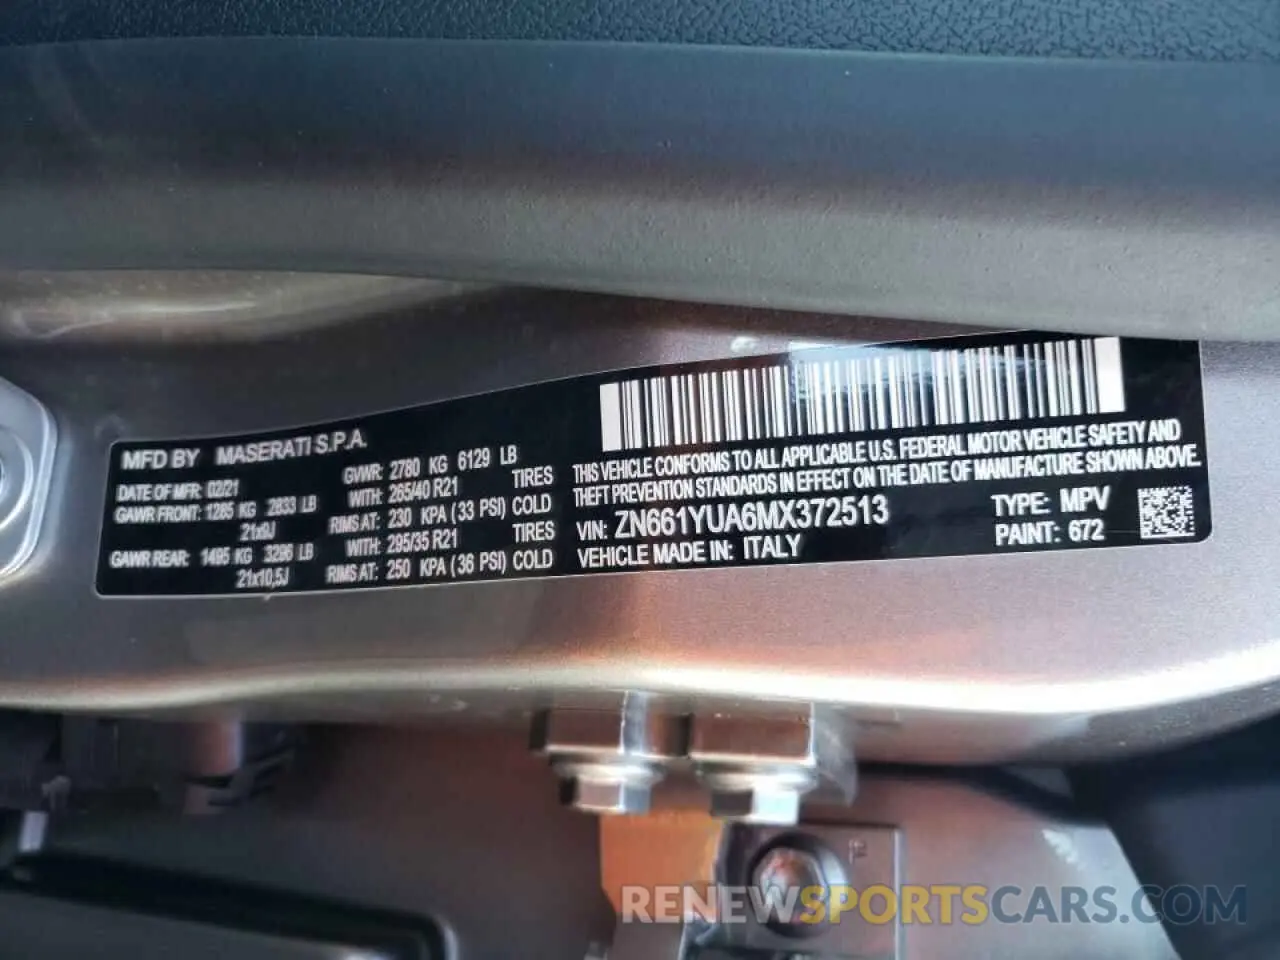 MFD BY MASERATI S.P.A.
DATE OF MFR: 02/21 GVWR: 2780 KG 6129 LB
GAWR FRONT: 1285 KG 2833 LB WITH: 265/40 R21 TIRES
21x9J RIMS AT: 230 KPA (33 PSI) COLD
GAWR REAR: 1495 KG 3296 LB WITH: 295/35 R21 TIRES
21x10,5J RIMS AT: 250 KPA (36 PSI) COLD
THIS VEHICLE CONFORMS TO ALL APPLICABLE U.S. FEDERAL MOTOR VEHICLE SAFETY AND
THEFT PREVENTION STANDARDS IN EFFECT ON THE DATE OF MANUFACTURE SHOWN ABOVE.
VIN: ZN661YUA6MX372513 TYPE: MPV
VEHICLE MADE IN: ITALY PAINT: 672
RENEWSPORTSCARS.COM